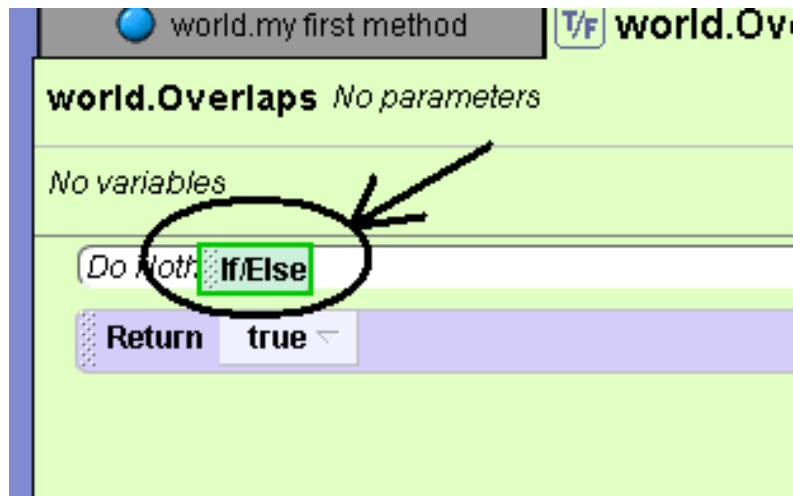 world.my first method T/F world.Ov
world.Overlaps No parameters
No variables
Do Noth If/Else
Return true